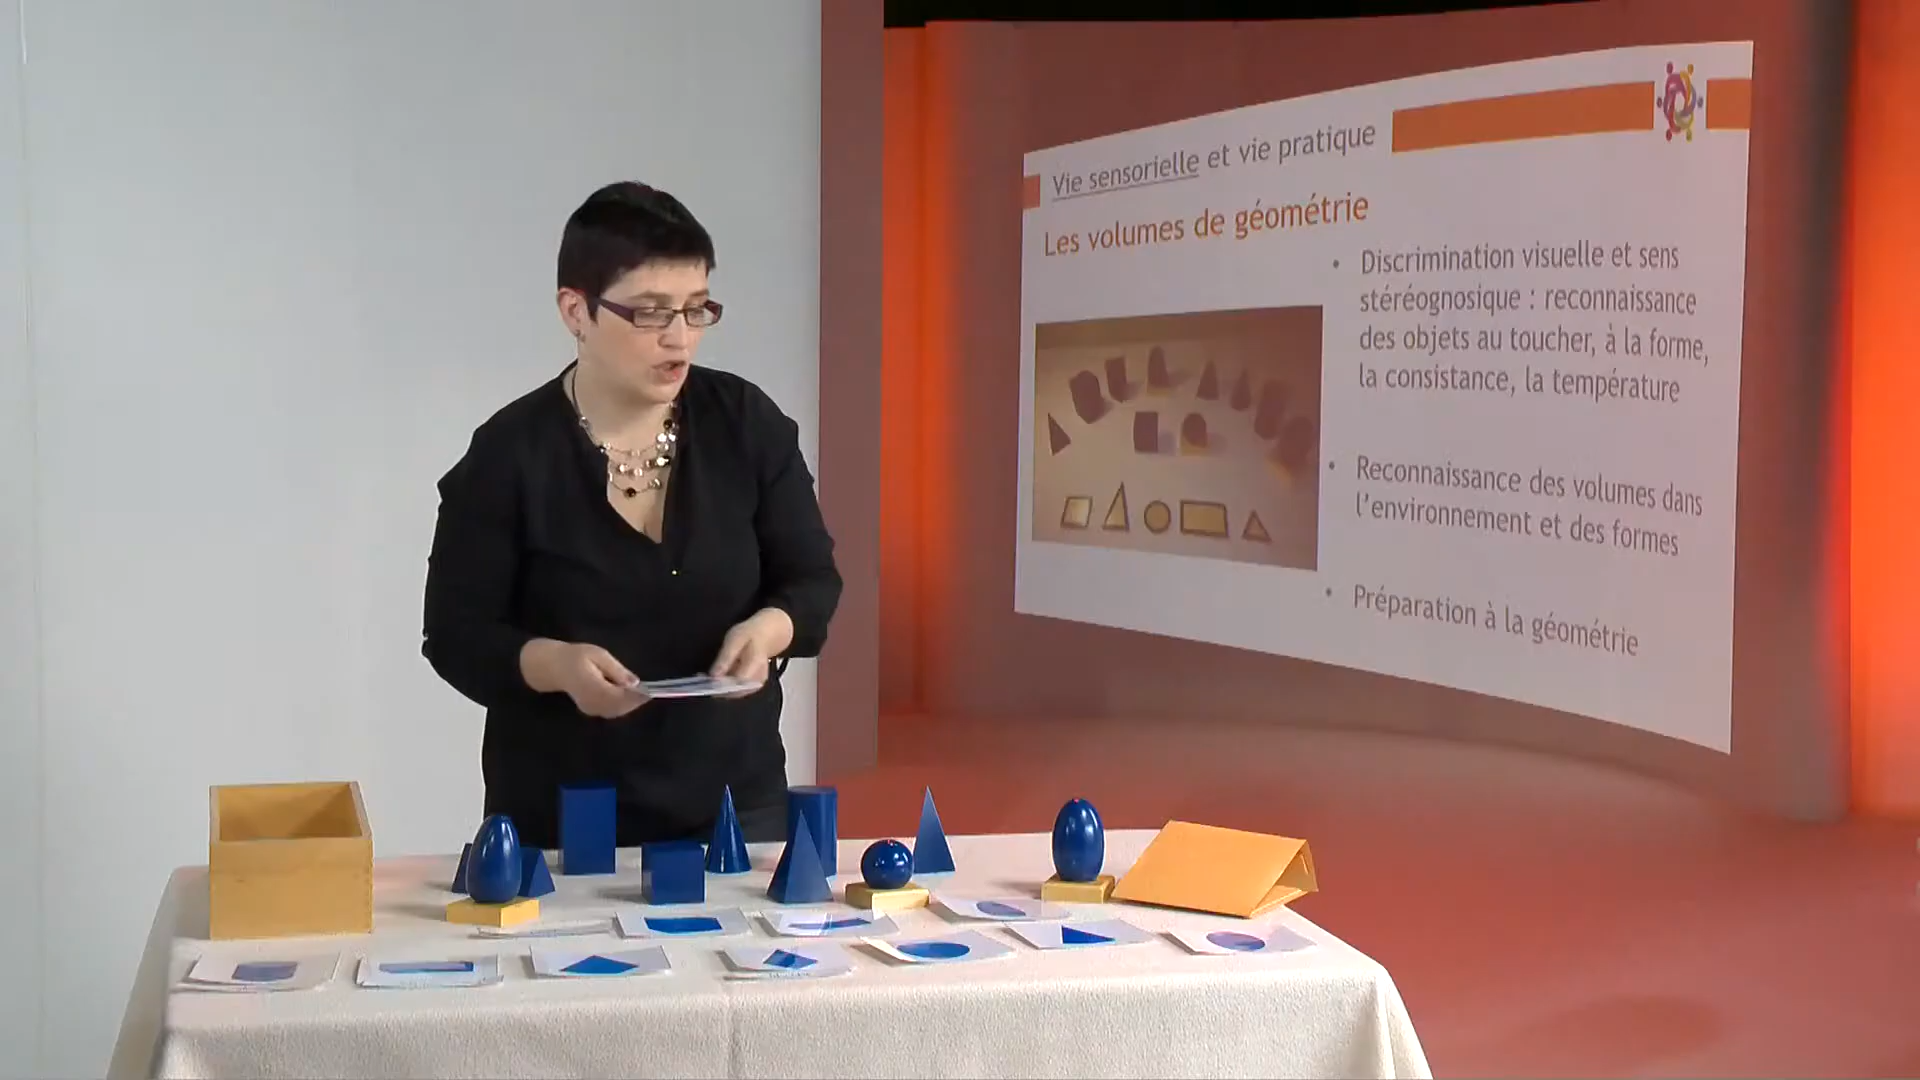 Vie sensorielle et vie pratique
Les volumes de géométrie
• Discrimination visuelle et sens
stéréognosique : reconnaissance
des objets au toucher, à la forme,
la consistance, la température
• Reconnaissance des volumes dans
l'environnement et des formes
• Préparation à la géométrie